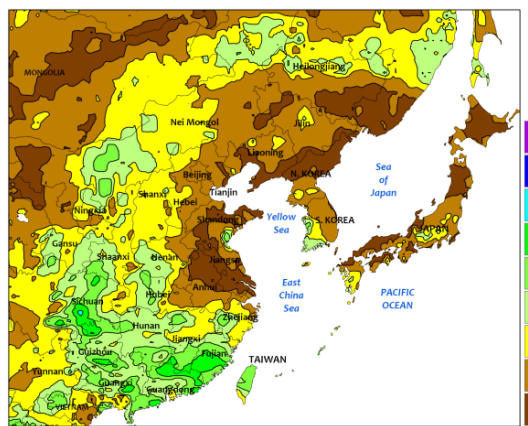 Heilongjiang
MONGOLIA
Nei Mongol
Jilin
Liaoning
Beijing
N. KOREA
Sea
of
Japan
Tianjin
Shanxi
Hebei
Ningxia
Shandong
Yellow
Sea
S. KOREA
JAPAN
Gansu
Shaanxi
Henan
Jiangsu
East
China
Sea
Anhui
PACIFIC
OCEAN
Sichuan
Hubei
Zhejiang
Hunan
Jiangxi
Guizhou
Fujian
TAIWAN
Yunnan
Guangxi
Guangdong
VIETNAM